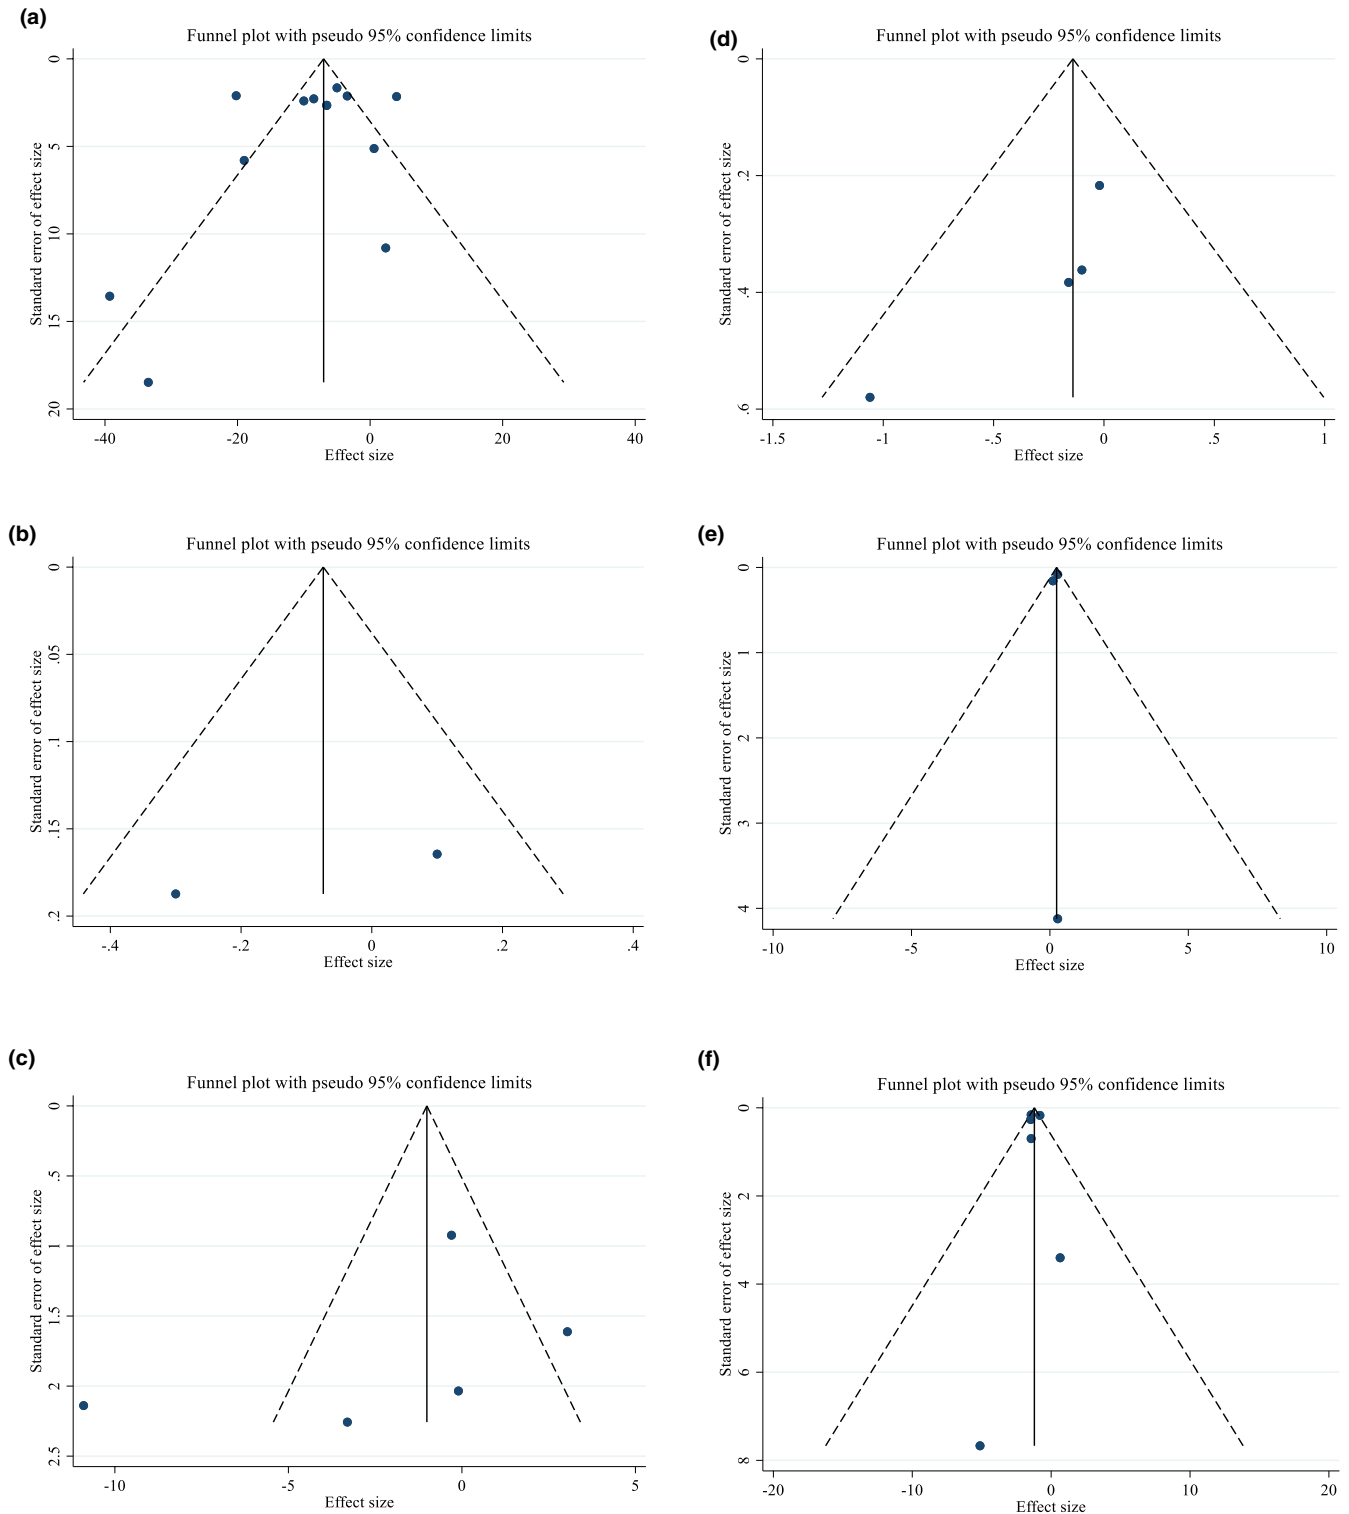 (a)
Funnel plot with pseudo 95% confidence limits
Standard error of effect size
0
5
10
15
20
-40
-20
0
20
40
Effect size
(d)
Funnel plot with pseudo 95% confidence limits
Standard error of effect size
0
.2
.4
.6
-1.5
-1
-.5
0
.5
1
Effect size
(b)
Funnel plot with pseudo 95% confidence limits
Standard error of effect size
0
.05
.1
.15
.2
-.4
-.2
0
.2
.4
Effect size
(e)
Funnel plot with pseudo 95% confidence limits
Standard error of effect size
0
1
2
3
4
-10
-5
0
5
10
Effect size
(c)
Funnel plot with pseudo 95% confidence limits
Standard error of effect size
0
.5
1
1.5
2
2.5
-10
-5
0
5
Effect size
(f)
Funnel plot with pseudo 95% confidence limits
Standard error of effect size
0
2
4
6
8
-20
-10
0
10
20
Effect size